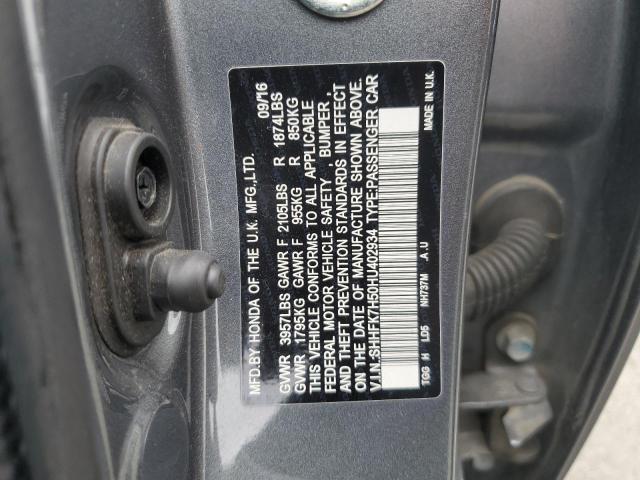 MFD.BY HONDA OF THE U.K. MFG.,LTD. 09/16
GVWR 3957LBS GAWR F 2105LBS R 1874LBS
GVWR 1795KG GAWR F 955KG R 850KG
THIS VEHICLE CONFORMS TO ALL APPLICABLE
FEDERAL MOTOR VEHICLE SAFETY, BUMPER,
AND THEFT PREVENTION STANDARDS IN EFFECT
ON THE DATE OF MANUFACTURE SHOWN ABOVE.
V.I.N.:SHHFK7H50HU402934 TYPE:PASSENGER CAR
TGG H LD5 NH737M A.U MADE IN U.K.